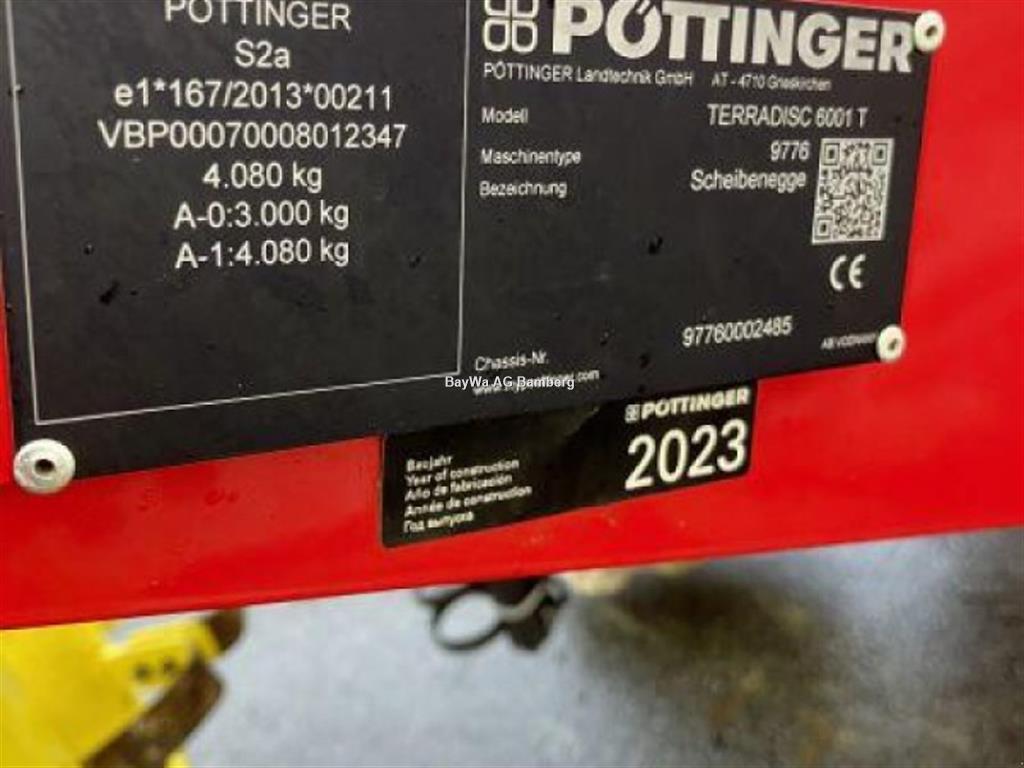 PÖTTINGER
S2a
e1*167/2013*00211
VBP00070008012347
4.080 kg
A-0:3.000 kg
A-1:4.080 kg
PÖTTINGER
PÖTTINGER Landtechnik GmbH AT - 4710 Grieskirchen
Modell TERRADISC 6001 T
Maschinentype 9776
Bezeichnung Scheibenegge
CE
Chassis-Nr. 97760002485
BayWa AG Bamberg
PÖTTINGER
2023
Baujahr
Year of construction
Año de fabricación
Année de construction
Год выпуска